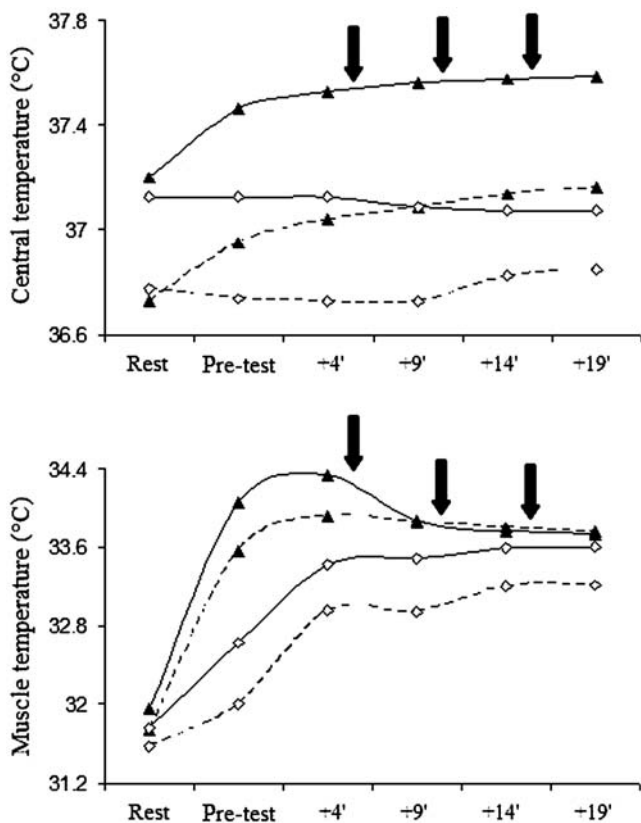 Central temperature (°C)
37.8
37.4
37
36.6
Rest Pre-test +4' +9' +14' +19'
Muscle temperature (°C)
34.4
33.6
32.8
32
31.2
Rest Pre-test +4' +9' +14' +19'